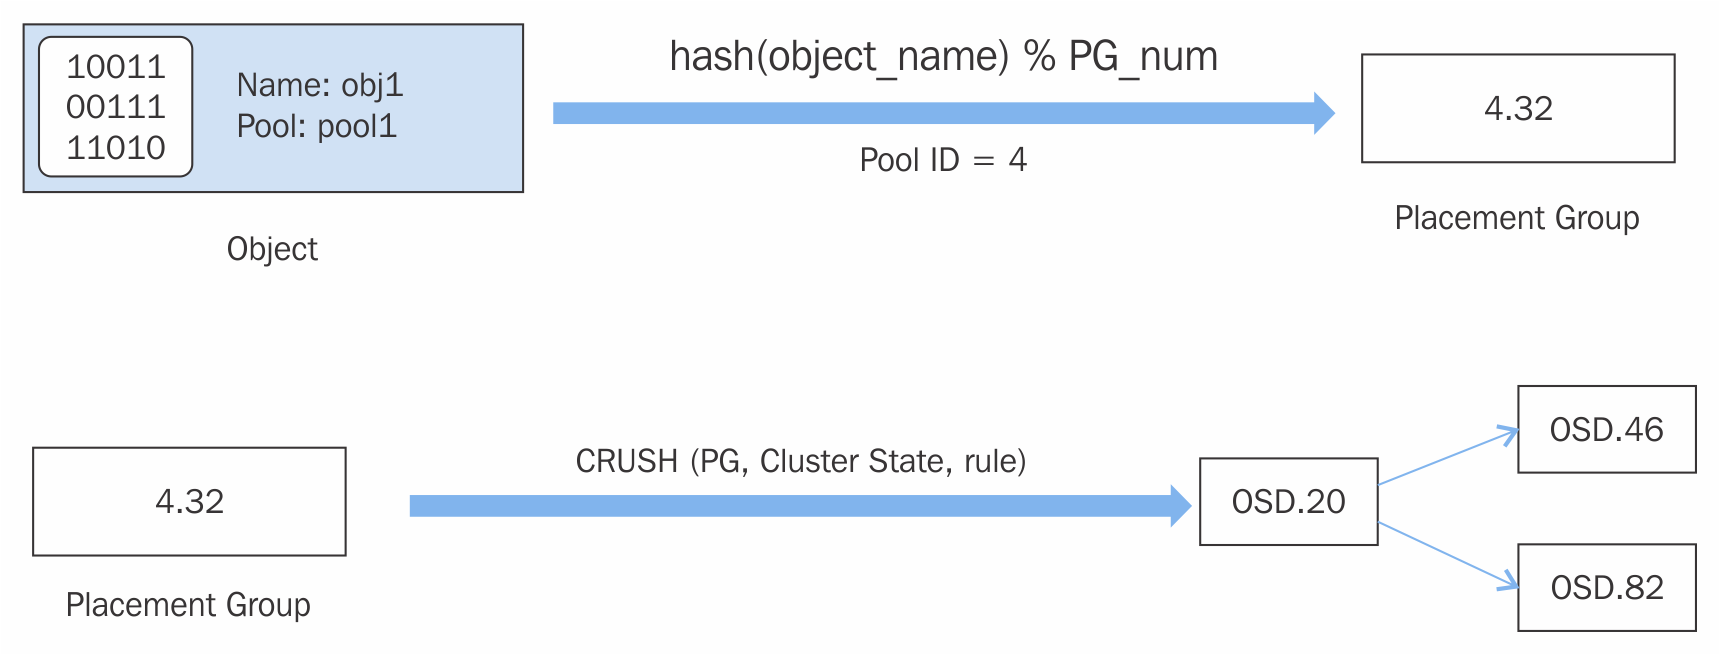 10011
00111
11010
Name: obj1
Pool: pool1
Object
hash(object_name) % PG_num
Pool ID = 4
4.32
Placement Group
4.32
Placement Group
CRUSH (PG, Cluster State, rule)
OSD.20
OSD.46
OSD.82